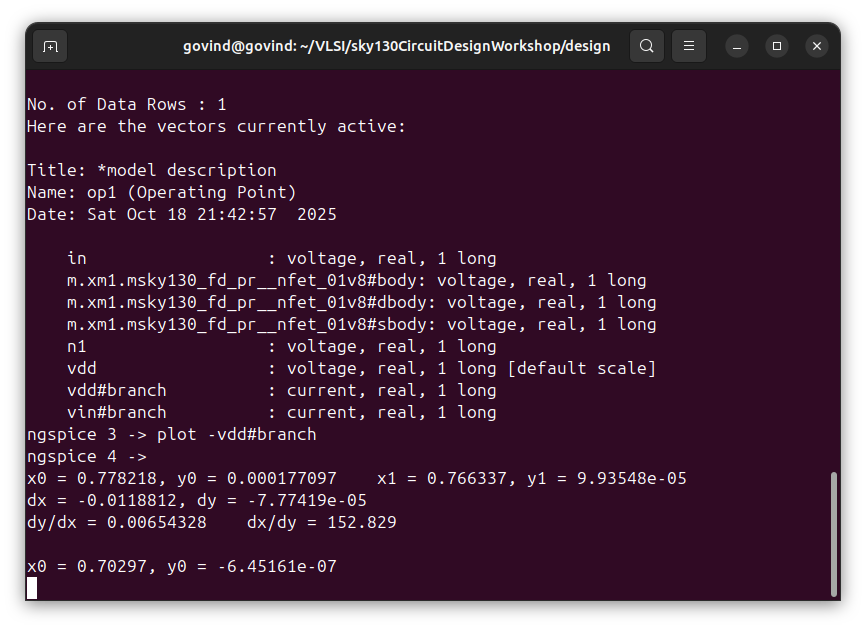 govind@govind: ~/VLSI/sky130CircuitDesignWorkshop/design
No. of Data Rows : 1
Here are the vectors currently active:
Title: *model description
Name: op1 (Operating Point)
Date: Sat Oct 18 21:42:57  2025
in                  : voltage, real, 1 long
m.xm1.msky130_fd_pr__nfet_01v8#body: voltage, real, 1 long
m.xm1.msky130_fd_pr__nfet_01v8#dbody: voltage, real, 1 long
m.xm1.msky130_fd_pr__nfet_01v8#sbody: voltage, real, 1 long
n1                  : voltage, real, 1 long
vdd                 : voltage, real, 1 long [default scale]
vdd#branch          : current, real, 1 long
vin#branch          : current, real, 1 long
ngspice 3 -> plot -vdd#branch
ngspice 4 ->
x0 = 0.778218, y0 = 0.000177097    x1 = 0.766337, y1 = 9.93548e-05
dx = -0.0118812, dy = -7.77419e-05
dy/dx = 0.00654328    dx/dy = 152.829
x0 = 0.70297, y0 = -6.45161e-07